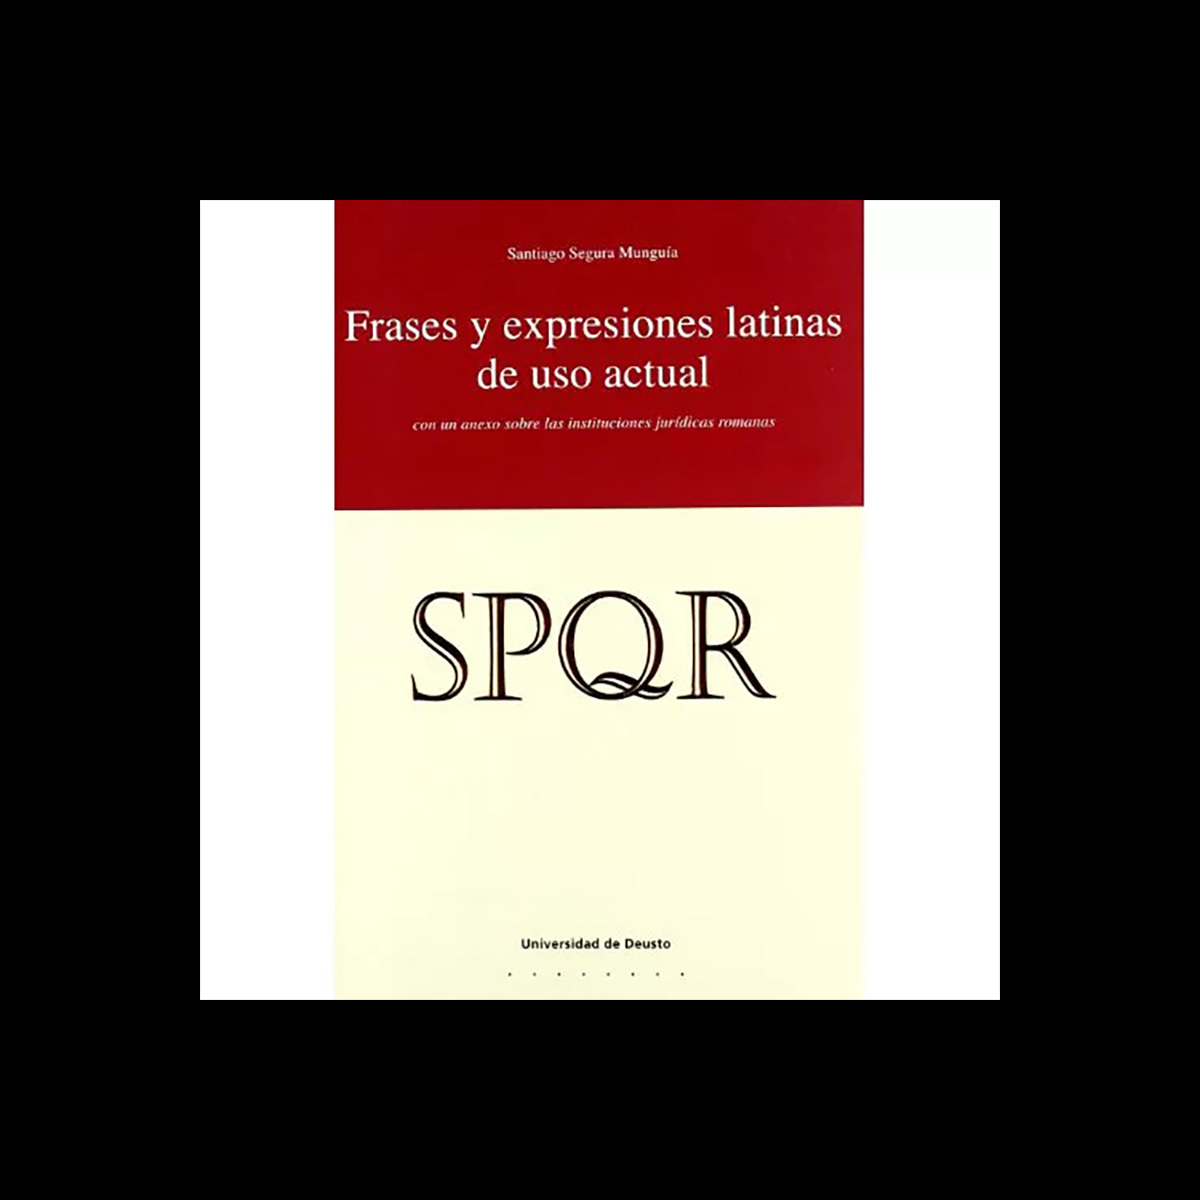 Santiago Segura Munguía
Frases y expresiones latinas
de uso actual
con un anexo sobre las instituciones jurídicas romanas
SPQR
Universidad de Deusto